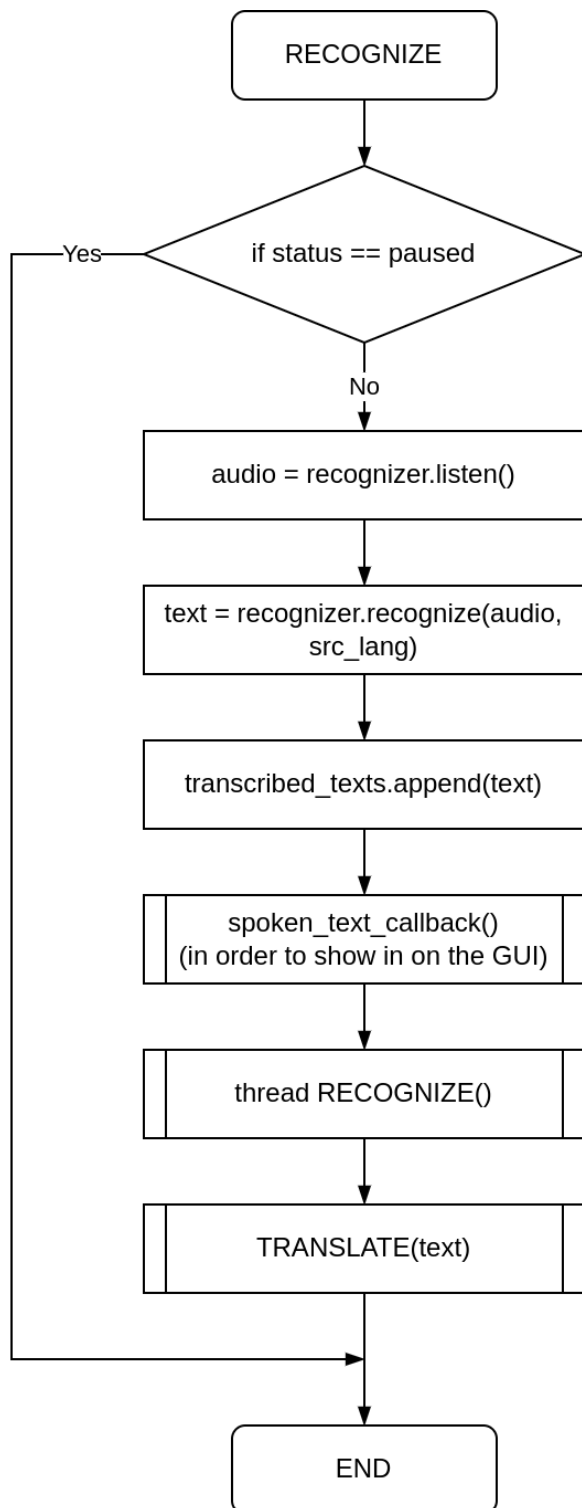 RECOGNIZE
if status == paused
Yes
No
audio = recognizer.listen()
text = recognizer.recognize(audio,
src_lang)
transcribed_texts.append(text)
spoken_text_callback()
(in order to show in on the GUI)
thread RECOGNIZE()
TRANSLATE(text)
END